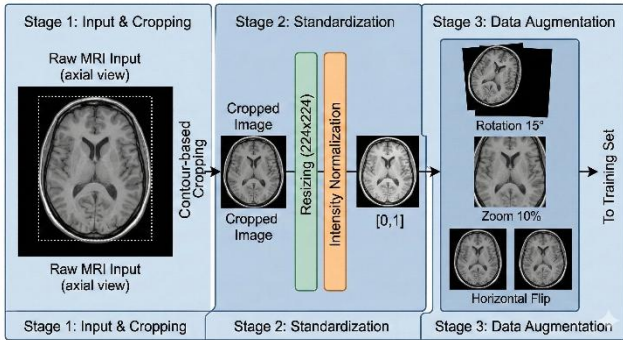 Stage 1: Input & Cropping
Raw MRI Input
(axial view)
Raw MRI Input
(axial view)
Stage 1: Input & Cropping
Contour-based
Cropping
Stage 2: Standardization
Cropped
Image
Cropped
Image
Resizing (224x224)
Intensity Normalization
[0,1]
Stage 2: Standardization
Stage 3: Data Augmentation
Rotation 15°
Zoom 10%
Horizontal Flip
Stage 3: Data Augmentation
To Training Set